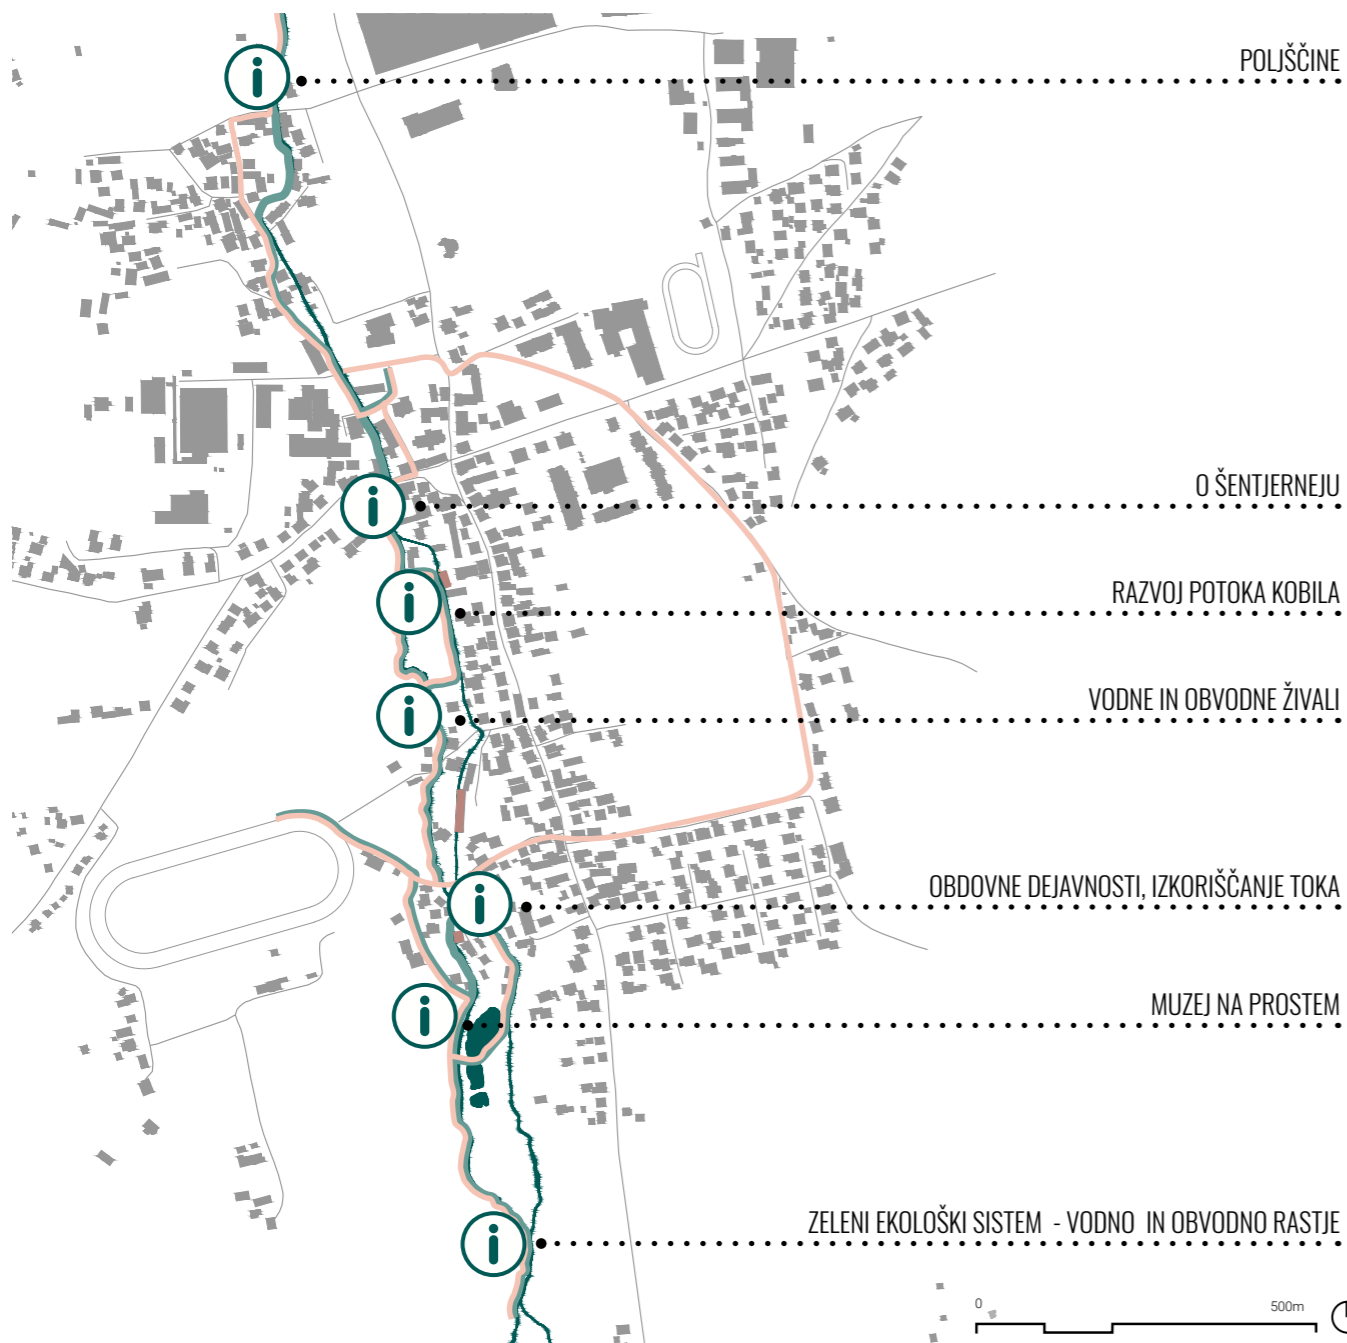 POLJŠČINE
O ŠENTJERNEJU
RAZVOJ POTOKA KOBILA
VODNE IN OBVODNE ŽIVALI
OBDOVNE DEJAVNOSTI, IZKORIŠČANJE TOKA
MUZEJ NA PROSTEM
ZELENI EKOLOŠKI SISTEM - VODNO IN OBVODNO RASTJE
0 500m